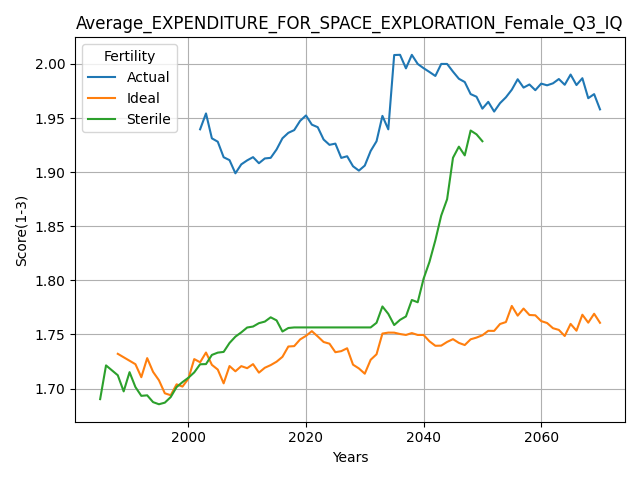 Average_EXPENDITURE_FOR_SPACE_EXPLORATION_Female_Q3_IQ
Fertility
Actual
Ideal
Sterile
Score(1-3)
2.00
1.95
1.90
1.85
1.80
1.75
1.70
2000 2020 2040 2060
Years